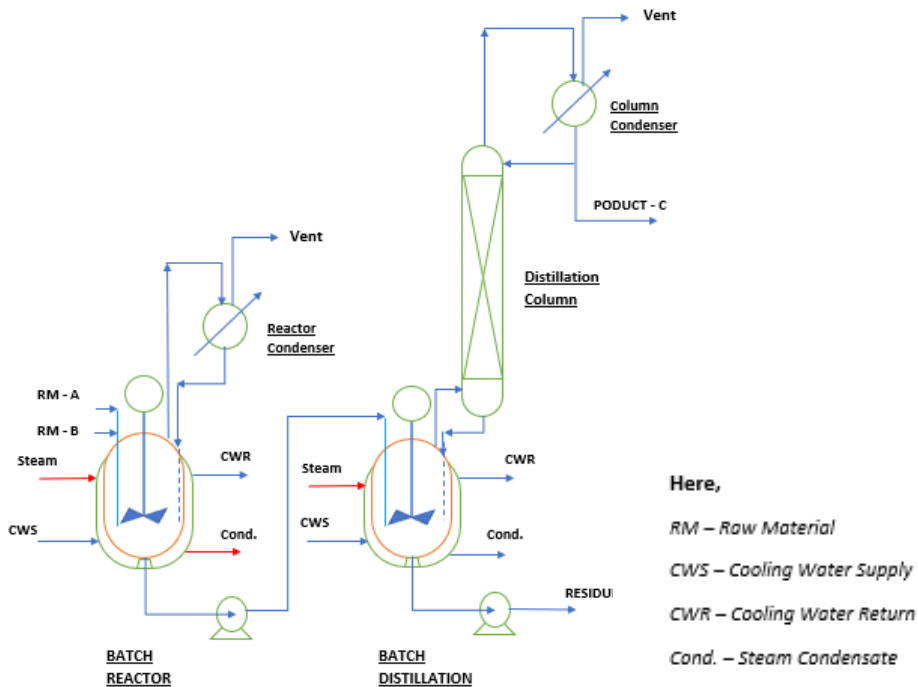 Vent
Column
Condenser
PODUCT - C
Vent
Distillation
Column
Reactor
Condenser
RM - A
RM - B
Steam
CWR
CWS
Cond.
Steam
CWR
CWS
Cond.
RESIDU
BATCH
REACTOR
BATCH
DISTILLATION
Here,
RM – Raw Material
CWS – Cooling Water Supply
CWR – Cooling Water Return
Cond. – Steam Condensate